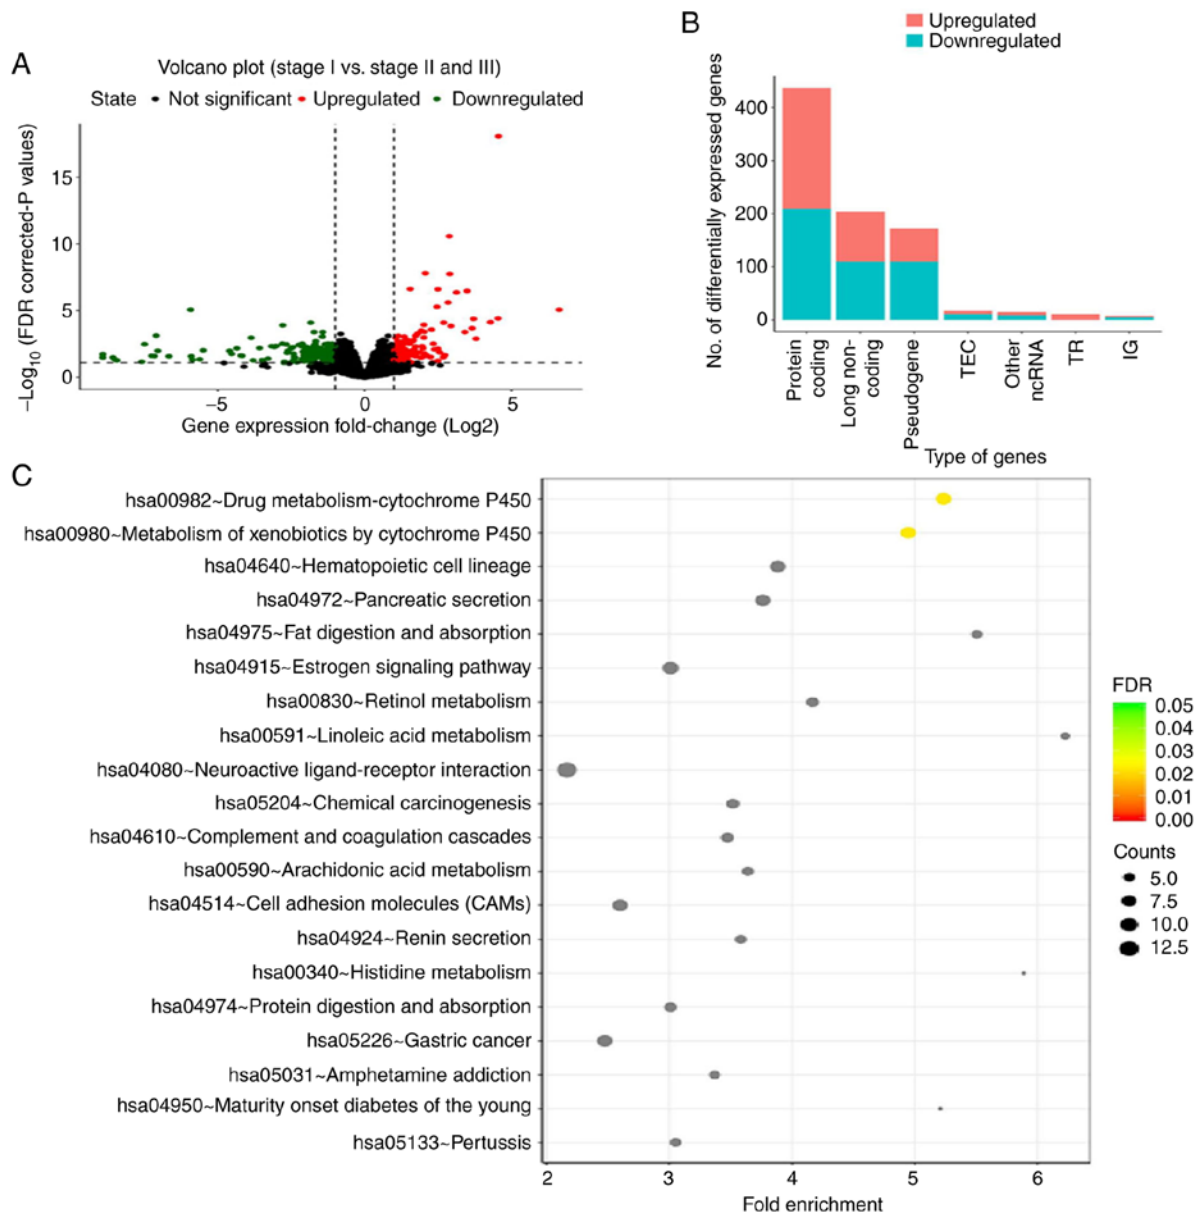 A
Volcano plot (stage I vs. stage II and III)
State Not significant Upregulated Downregulated
−Log10 (FDR corrected-P values)
15
10
5
0
−5 0 5
Gene expression fold-change (Log2)
B
Upregulated
Downregulated
No. of differentially expressed genes
400
300
200
100
0
Protein
coding
Long non-
coding
Pseudogene
TEC
Other
ncRNA
TR
IG
Type of genes
C
hsa00982~Drug metabolism-cytochrome P450
hsa00980~Metabolism of xenobiotics by cytochrome P450
hsa04640~Hematopoietic cell lineage
hsa04972~Pancreatic secretion
hsa04975~Fat digestion and absorption
hsa04915~Estrogen signaling pathway
hsa00830~Retinol metabolism
hsa00591~Linoleic acid metabolism
hsa04080~Neuroactive ligand-receptor interaction
hsa05204~Chemical carcinogenesis
hsa04610~Complement and coagulation cascades
hsa00590~Arachidonic acid metabolism
hsa04514~Cell adhesion molecules (CAMs)
hsa04924~Renin secretion
hsa00340~Histidine metabolism
hsa04974~Protein digestion and absorption
hsa05226~Gastric cancer
hsa05031~Amphetamine addiction
hsa04950~Maturity onset diabetes of the young
hsa05133~Pertussis
2 3 4 5 6
Fold enrichment
FDR
0.05
0.04
0.03
0.02
0.01
0.00
Counts
5.0
7.5
10.0
12.5